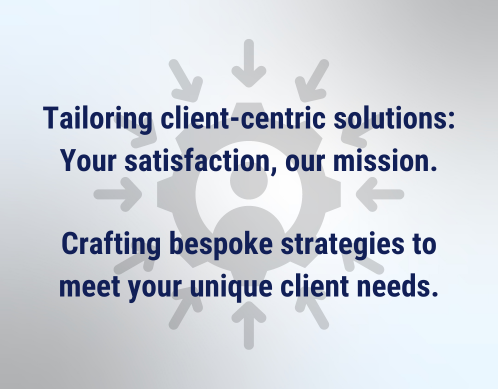 Tailoring client-centric solutions:
Your satisfaction, our mission.
Crafting bespoke strategies to
meet your unique client needs.